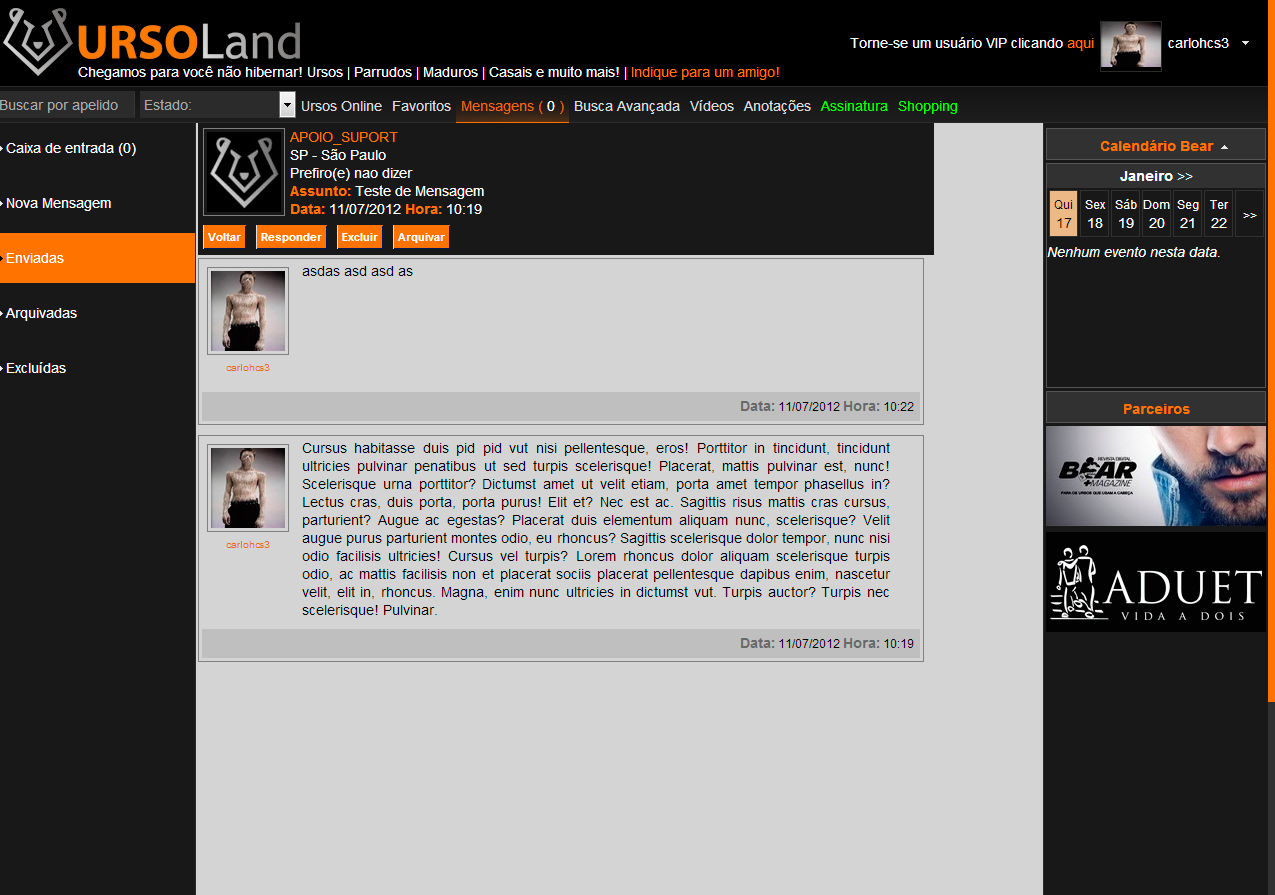 URSOLand
Chegamos para você não hibernar! Ursos | Parrudos | Maduros | Casais e muito mais! | Indique para um amigo!
Torne-se um usuário VIP clicando aqui
carlohcs3
Buscar por apelido
Estado:
Ursos Online Favoritos Mensagens ( 0 ) Busca Avançada Vídeos Anotações Assinatura Shopping
Caixa de entrada (0)
Nova Mensagem
Enviadas
Arquivadas
Excluídas
APOIO_SUPORT
SP - São Paulo
Prefiro(e) nao dizer
Assunto: Teste de Mensagem
Data: 11/07/2012 Hora: 10:19
Voltar Responder Excluir Arquivar
asdas asd asd as
carlohcs3
Data: 11/07/2012 Hora: 10:22
Cursus habitasse duis pid pid vut nisi pellentesque, eros! Porttitor in tincidunt, tincidunt
ultricies pulvinar penatibus ut sed turpis scelerisque! Placerat, mattis pulvinar est, nunc!
Scelerisque urna porttitor? Dictumst amet ut velit etiam, porta amet tempor phasellus in?
Lectus cras, duis porta, porta purus! Elit et? Nec est ac. Sagittis risus mattis cras cursus,
parturient? Augue ac egestas? Placerat duis elementum aliquam nunc, scelerisque? Velit
augue purus parturient montes odio, eu rhoncus? Sagittis scelerisque dolor tempor, nunc nisi
odio facilisis ultricies! Cursus vel turpis? Lorem rhoncus dolor aliquam scelerisque turpis
odio, ac mattis facilisis non et placerat sociis placerat pellentesque dapibus enim, nascetur
velit, elit in, rhoncus. Magna, enim nunc ultricies in dictumst vut. Turpis auctor? Turpis nec
scelerisque! Pulvinar.
carlohcs3
Data: 11/07/2012 Hora: 10:19
Calendário Bear
Janeiro >>
Qui Sex Sáb Dom Seg Ter
17 18 19 20 21 22 >>
Nenhum evento nesta data.
Parceiros
REVISTA DIGITAL
BEAR
+MAGAZINE
PARA OS URSOS QUE USAM A CABEÇA
ADUET
VIDA A DOIS